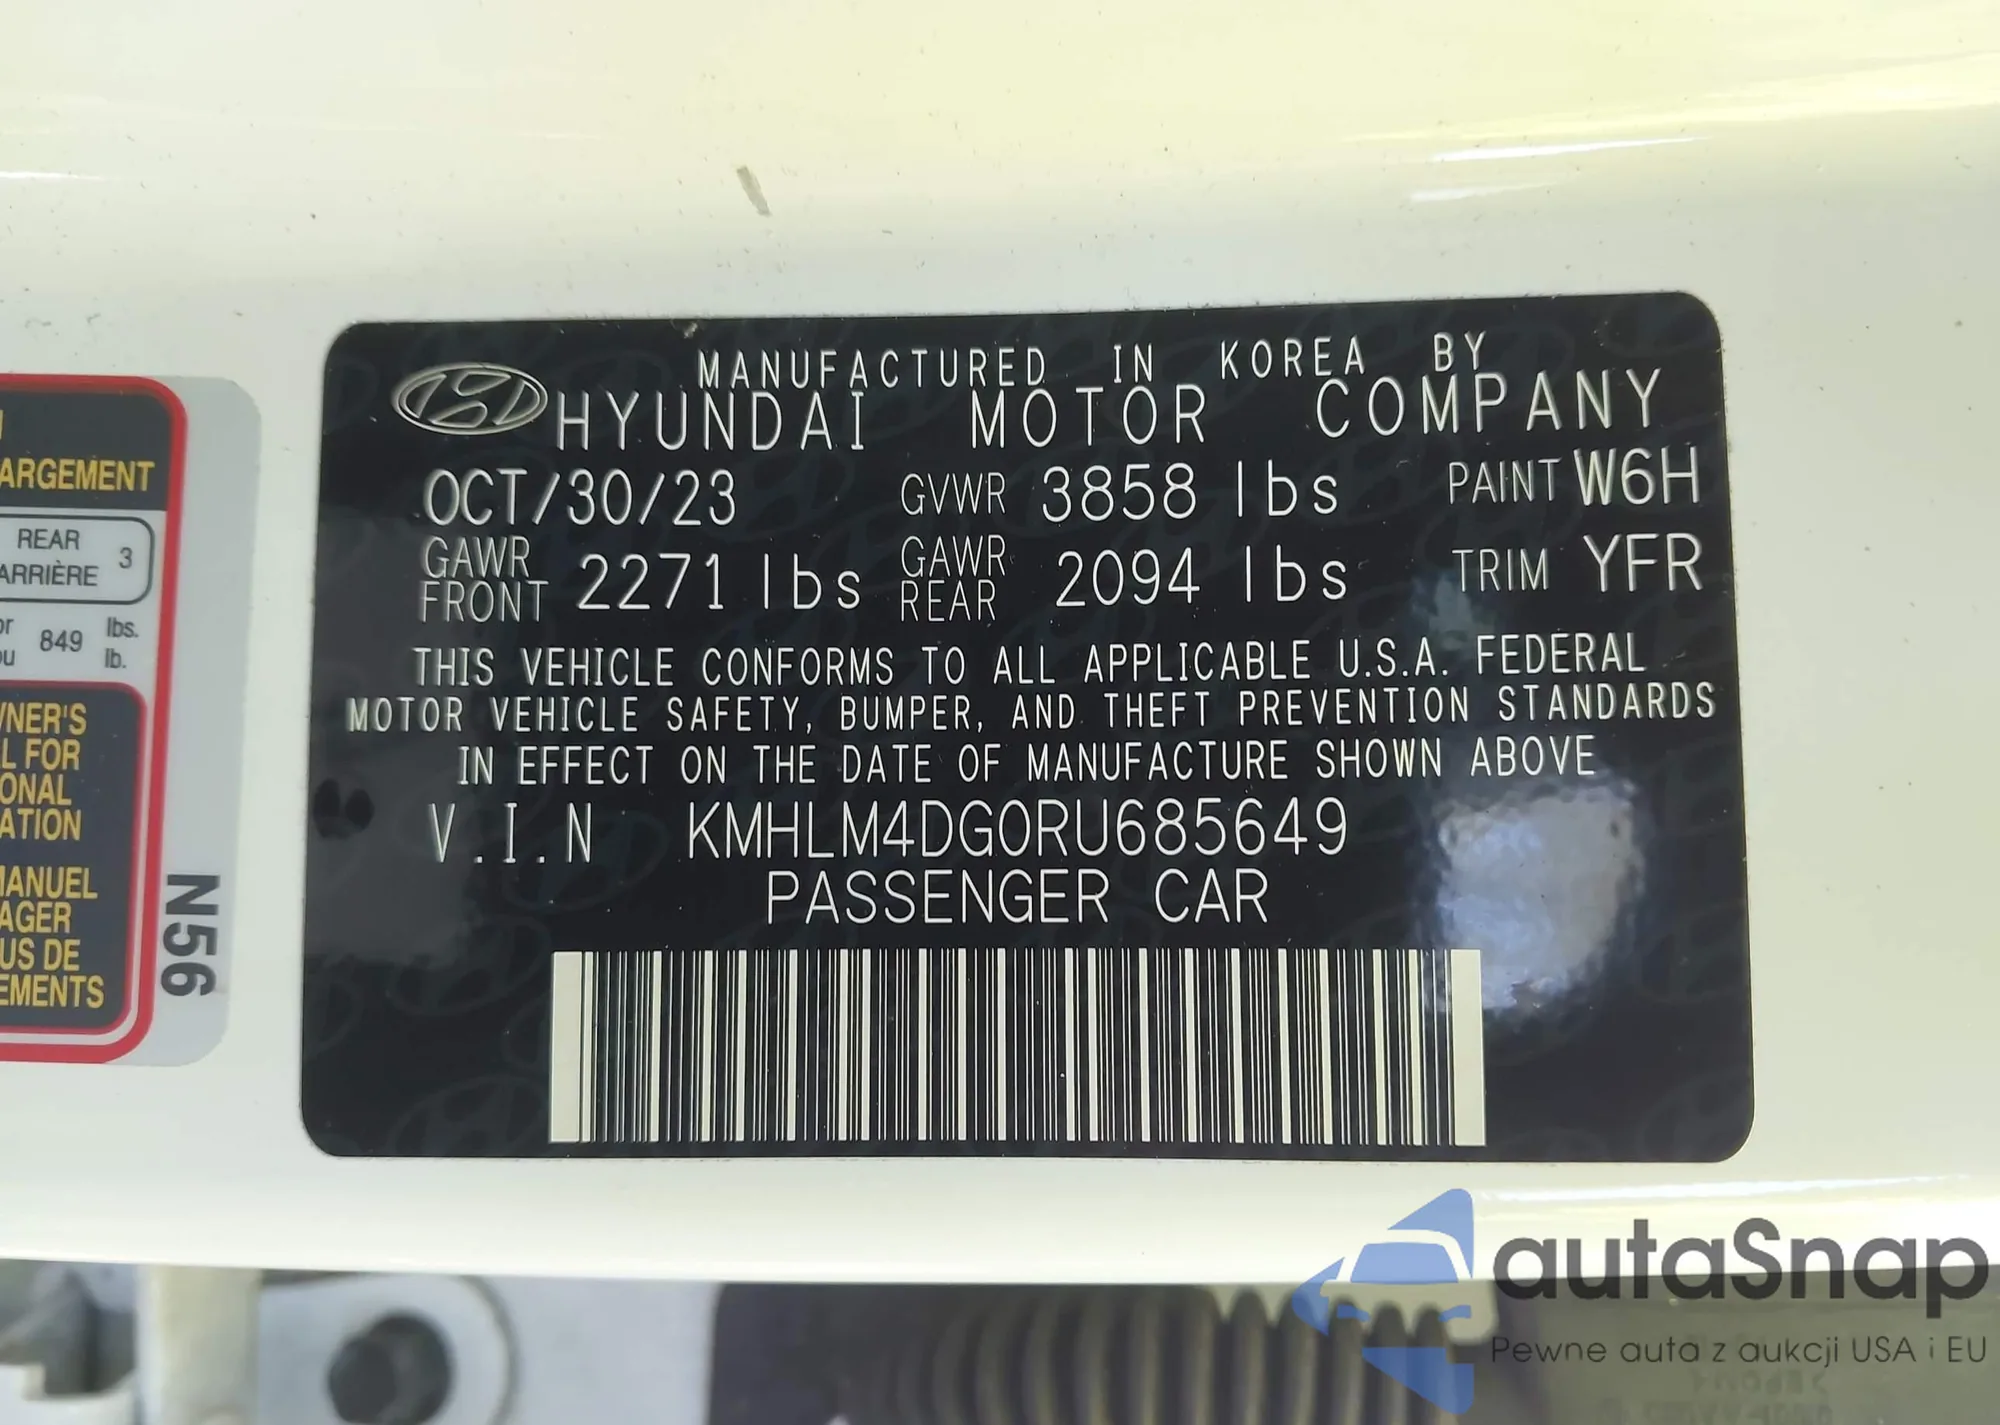 MANUFACTURED IN KOREA BY
HYUNDAI MOTOR COMPANY
OCT/30/23 GVWR 3858 lbs PAINT W6H
GAWR FRONT 2271 lbs GAWR REAR 2094 lbs TRIM YFR
THIS VEHICLE CONFORMS TO ALL APPLICABLE U.S.A. FEDERAL
MOTOR VEHICLE SAFETY, BUMPER, AND THEFT PREVENTION STANDARDS
IN EFFECT ON THE DATE OF MANUFACTURE SHOWN ABOVE
V.I.N KMHLM4DG0RU685649
PASSENGER CAR
ARGEMENT
REAR 3
ARRIÈRE
or 849 lbs.
ou lb.
WNER'S
L FOR
ONAL
ATION
MANUEL
AGER
US DE
EMENTS
N56
autaSnap
Pewne auta z aukcji USA i EU